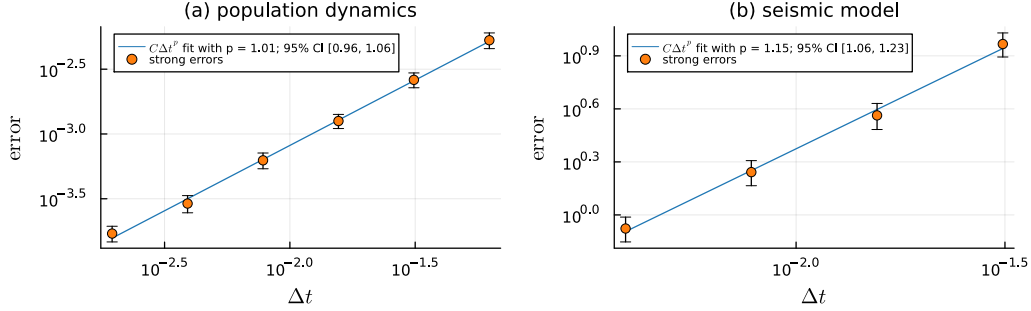 (a) population dynamics
CΔt^p fit with p = 1.01; 95% CI [0.96, 1.06]
strong errors
error
10^−2.5
10^−3.0
10^−3.5
10^−2.5
10^−2.0
10^−1.5
Δt
(b) seismic model
CΔt^p fit with p = 1.15; 95% CI [1.06, 1.23]
strong errors
error
10^0.9
10^0.6
10^0.3
10^0.0
10^−2.0
10^−1.5
Δt